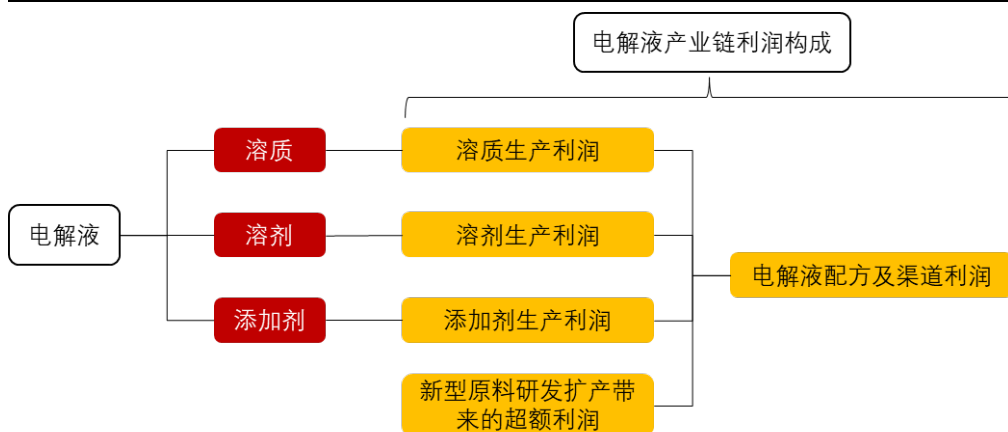 电解液产业链利润构成
溶质
溶质生产利润
电解液
溶剂
溶剂生产利润
电解液配方及渠道利润
添加剂
添加剂生产利润
新型原料研发扩产带
来的超额利润